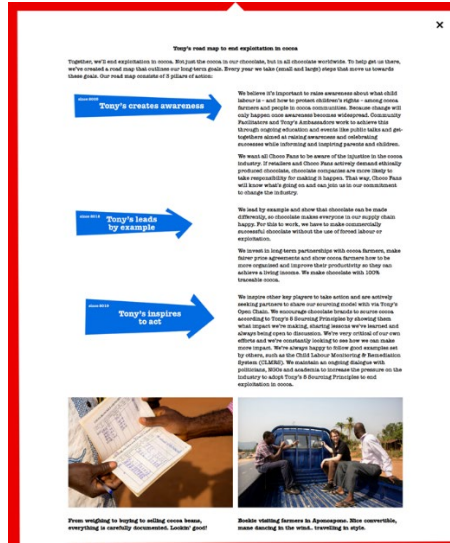 Tony's road map to end exploitation in cocoa
Together, we'll end exploitation in cocoa. Not just the cocoa in our chocolate, but in all chocolate worldwide. To help get us there,
we've created a road map that outlines our long-term goals. Every year we take (small and large) steps that move us towards
these goals. Our road map consists of 3 pillars of action:
since
Tony's creates awareness
We believe it's important to raise awareness about what child
labour is – and how to protect children's rights – among cocoa
farmers and people in cocoa communities. Because change will
only happen once awareness becomes widespread. Community
Facilitators and Tony's Ambassadors work to achieve this
through ongoing education and events like public talks and get-
togethers aimed at raising awareness and celebrating
successes while informing and inspiring parents and children.
We want all Choco Fans to be aware of the injustice in the cocoa
industry. If retailers and Choco Fans actively demand ethically
produced chocolate, chocolate companies are more likely to
take responsibility for making it happen. That way, Choco Fans
will know what's going on and can join us in our commitment
to change the industry.
since
Tony's leads
by example
We lead by example and show that chocolate can be made
differently, so chocolate makes everyone in our supply chain
happy. For this to work, we have to make commercially
successful chocolate without the use of forced labour or
exploitation.
We invest in long-term partnerships with cocoa farmers, make
fairer price agreements and show cocoa farmers how to be
more organised and improve their productivity so they can
achieve a living income. We make chocolate with 100%
traceable cocoa.
since
Tony's inspires
to act
We inspire other key players to take action and are actively
seeking partners to share our sourcing model with via Tony's
Open Chain. We encourage chocolate brands to source cocoa
according to Tony's 5 Sourcing Principles by showing them
what impact we're making, sharing lessons we've learned and
always being open to discussion. We're very critical of our own
efforts and we're constantly looking to see how we can make
more impact. We're always happy to follow good examples set
by others, such as the Child Labour Monitoring & Remediation
System (CLMRS). We maintain an ongoing dialogue with
politicians, NGOs and academia to increase the pressure on the
industry to adopt Tony's 5 Sourcing Principles to end
exploitation in cocoa.
From weighing to buying to selling cocoa beans,
everything is carefully documented. Lookin' good!
visiting farmers in Nice convertible,
mane dancing in the wind.. travelling in style.